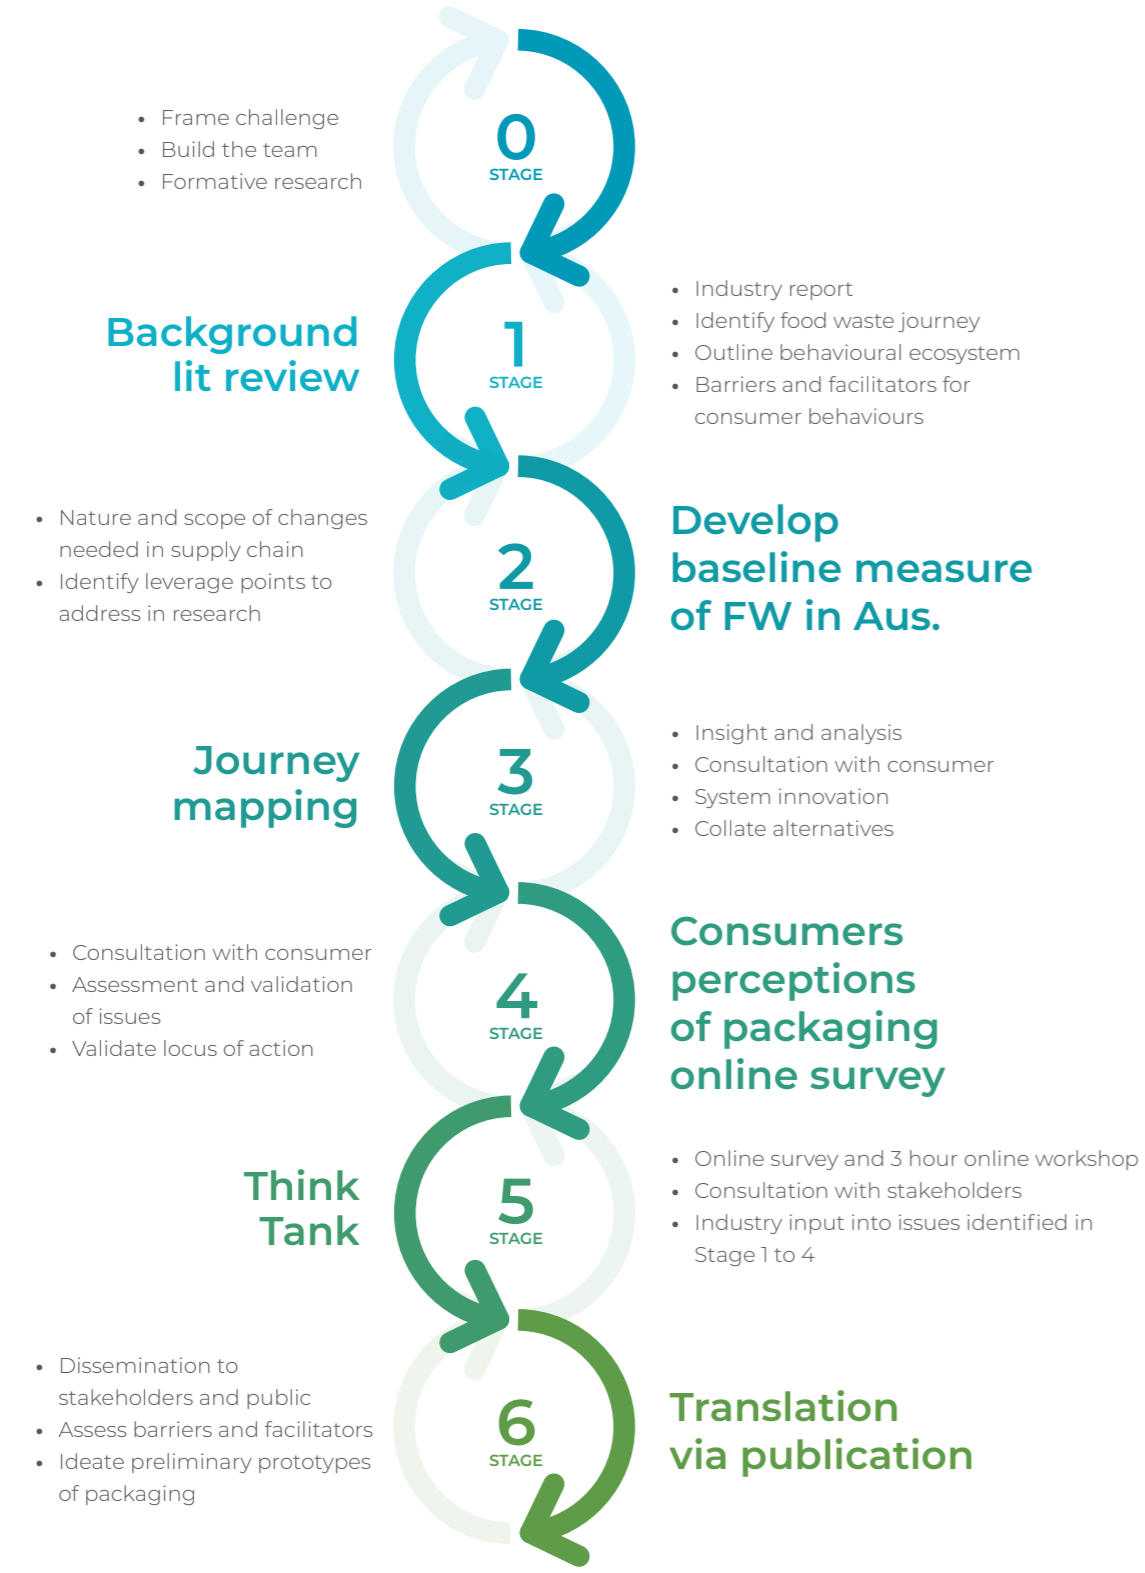 • Frame challenge
• Build the team
• Formative research
0
STAGE
Background
lit review
1
STAGE
• Industry report
• Identify food waste journey
• Outline behavioural ecosystem
• Barriers and facilitators for
consumer behaviours
• Nature and scope of changes
needed in supply chain
• Identify leverage points to
address in research
2
STAGE
Develop
baseline measure
of FW in Aus.
Journey
mapping
3
STAGE
• Insight and analysis
• Consultation with consumer
• System innovation
• Collate alternatives
• Consultation with consumer
• Assessment and validation
of issues
• Validate locus of action
4
STAGE
Consumers
perceptions
of packaging
online survey
Think
Tank
5
STAGE
• Online survey and 3 hour online workshop
• Consultation with stakeholders
• Industry input into issues identified in
Stage 1 to 4
• Dissemination to
stakeholders and public
• Assess barriers and facilitators
• Ideate preliminary prototypes
of packaging
6
STAGE
Translation
via publication